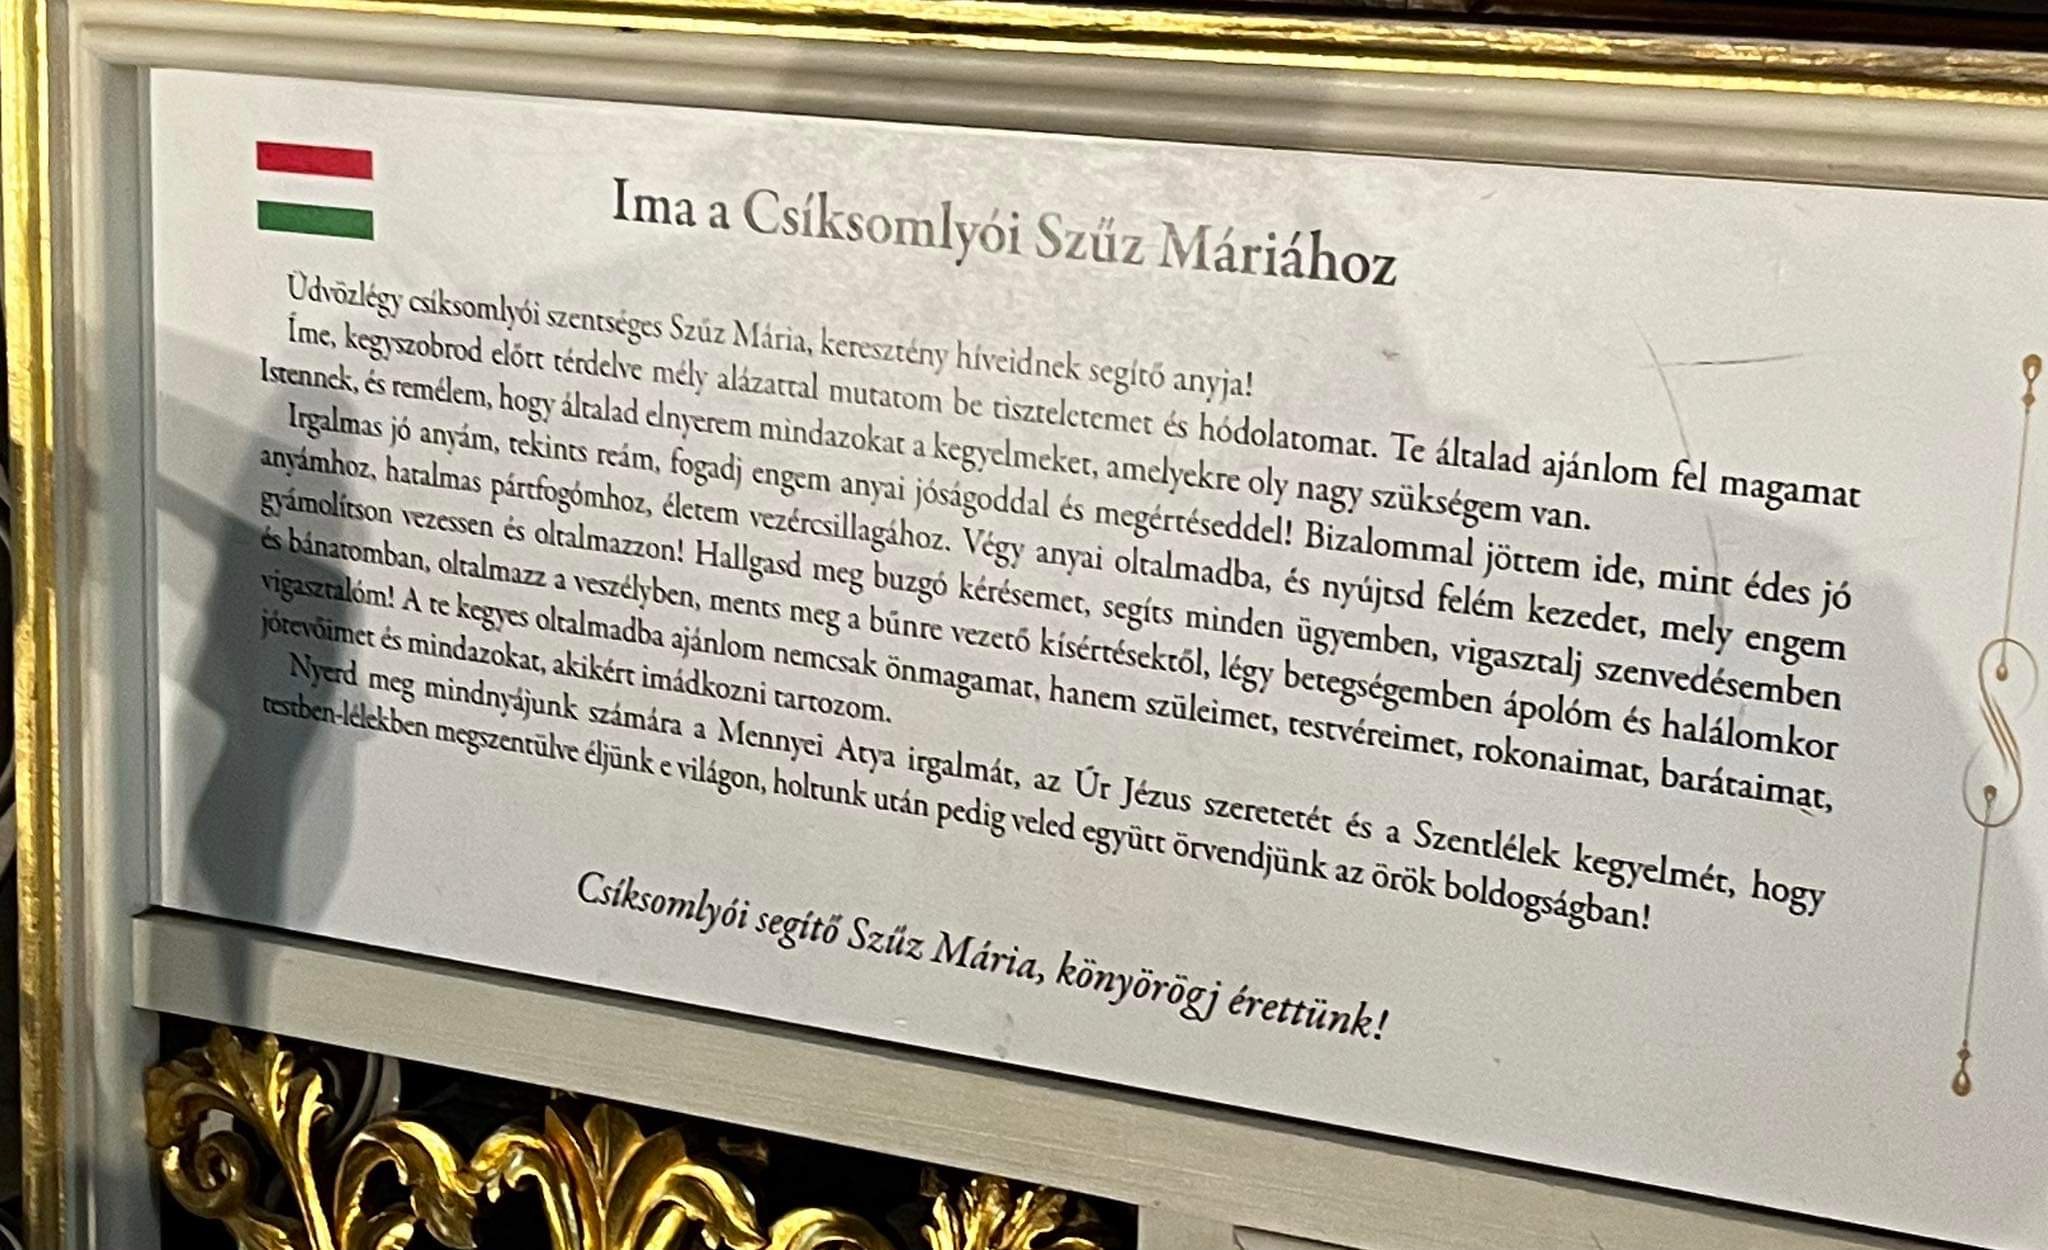 Ima a Csíksomlyói Szűz Máriához
Üdvözlégy csíksomlyói szentséges Szűz Mária, keresztény híveidnek segítő anyja!
Íme, kegyszobrod előtt térdelve mély alázattal mutatom be tiszteletemet és hódolatomat. Te általad ajánlom fel magamat
Istennek, és remélem, hogy általad elnyerem mindazokat a kegyelmeket, amelyekre oly nagy szükségem van.
Irgalmas jó anyám, tekints reám, fogadj engem anyai jóságoddal és megértéseddel! Bizalommal jöttem ide, mint édes jó
anyámhoz, hatalmas pártfogómhoz, életem vezércsillagához. Végy anyai oltalmadba, és nyújtsd felém kezedet, mely engem
gyámolítson vezessen és oltalmazzon! Hallgasd meg buzgó kérésemet, segíts minden ügyemben, vigasztalj szenvedésemben
és bánatomban, oltalmazz a veszélyben, ments meg a bűnre vezető kísértésektől, légy betegségemben ápolóm és halálomkor
vigasztalóm! A te kegyes oltalmadba ajánlom nemcsak önmagamat, hanem szüleimet, testvéreimet, rokonaimat, barátaimat,
jótevőimet és mindazokat, akikért imádkozni tartozom.
Nyerd meg mindnyájunk számára a Mennyei Atya irgalmát, az Úr Jézus szeretetét és a Szentlélek kegyelmét, hogy
testben-lélekben megszentülve éljünk e világon, holtunk után pedig veled együtt örvendjünk az örök boldogságban!
Csíksomlyói segítő Szűz Mária, könyörögj érettünk!